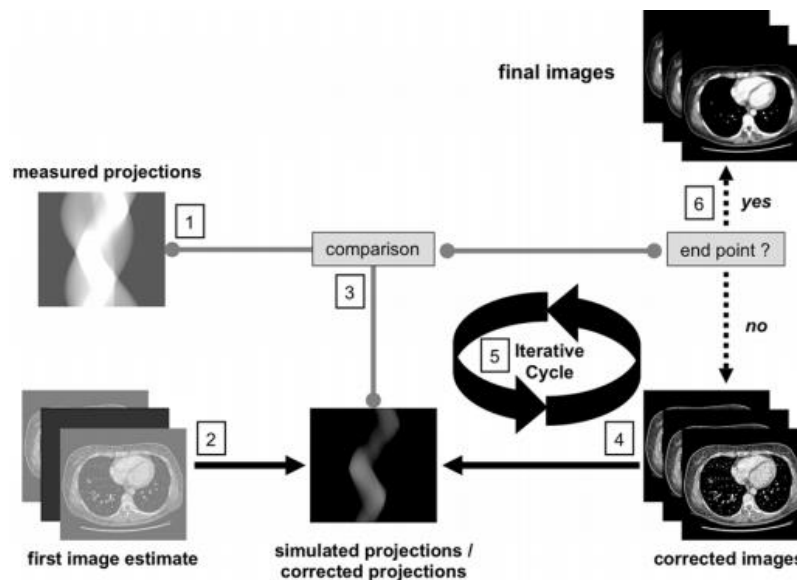 final images
measured projections
1
6
yes
comparison
end point ?
3
no
5
Iterative
Cycle
2
4
first image estimate
simulated projections /
corrected projections
corrected images